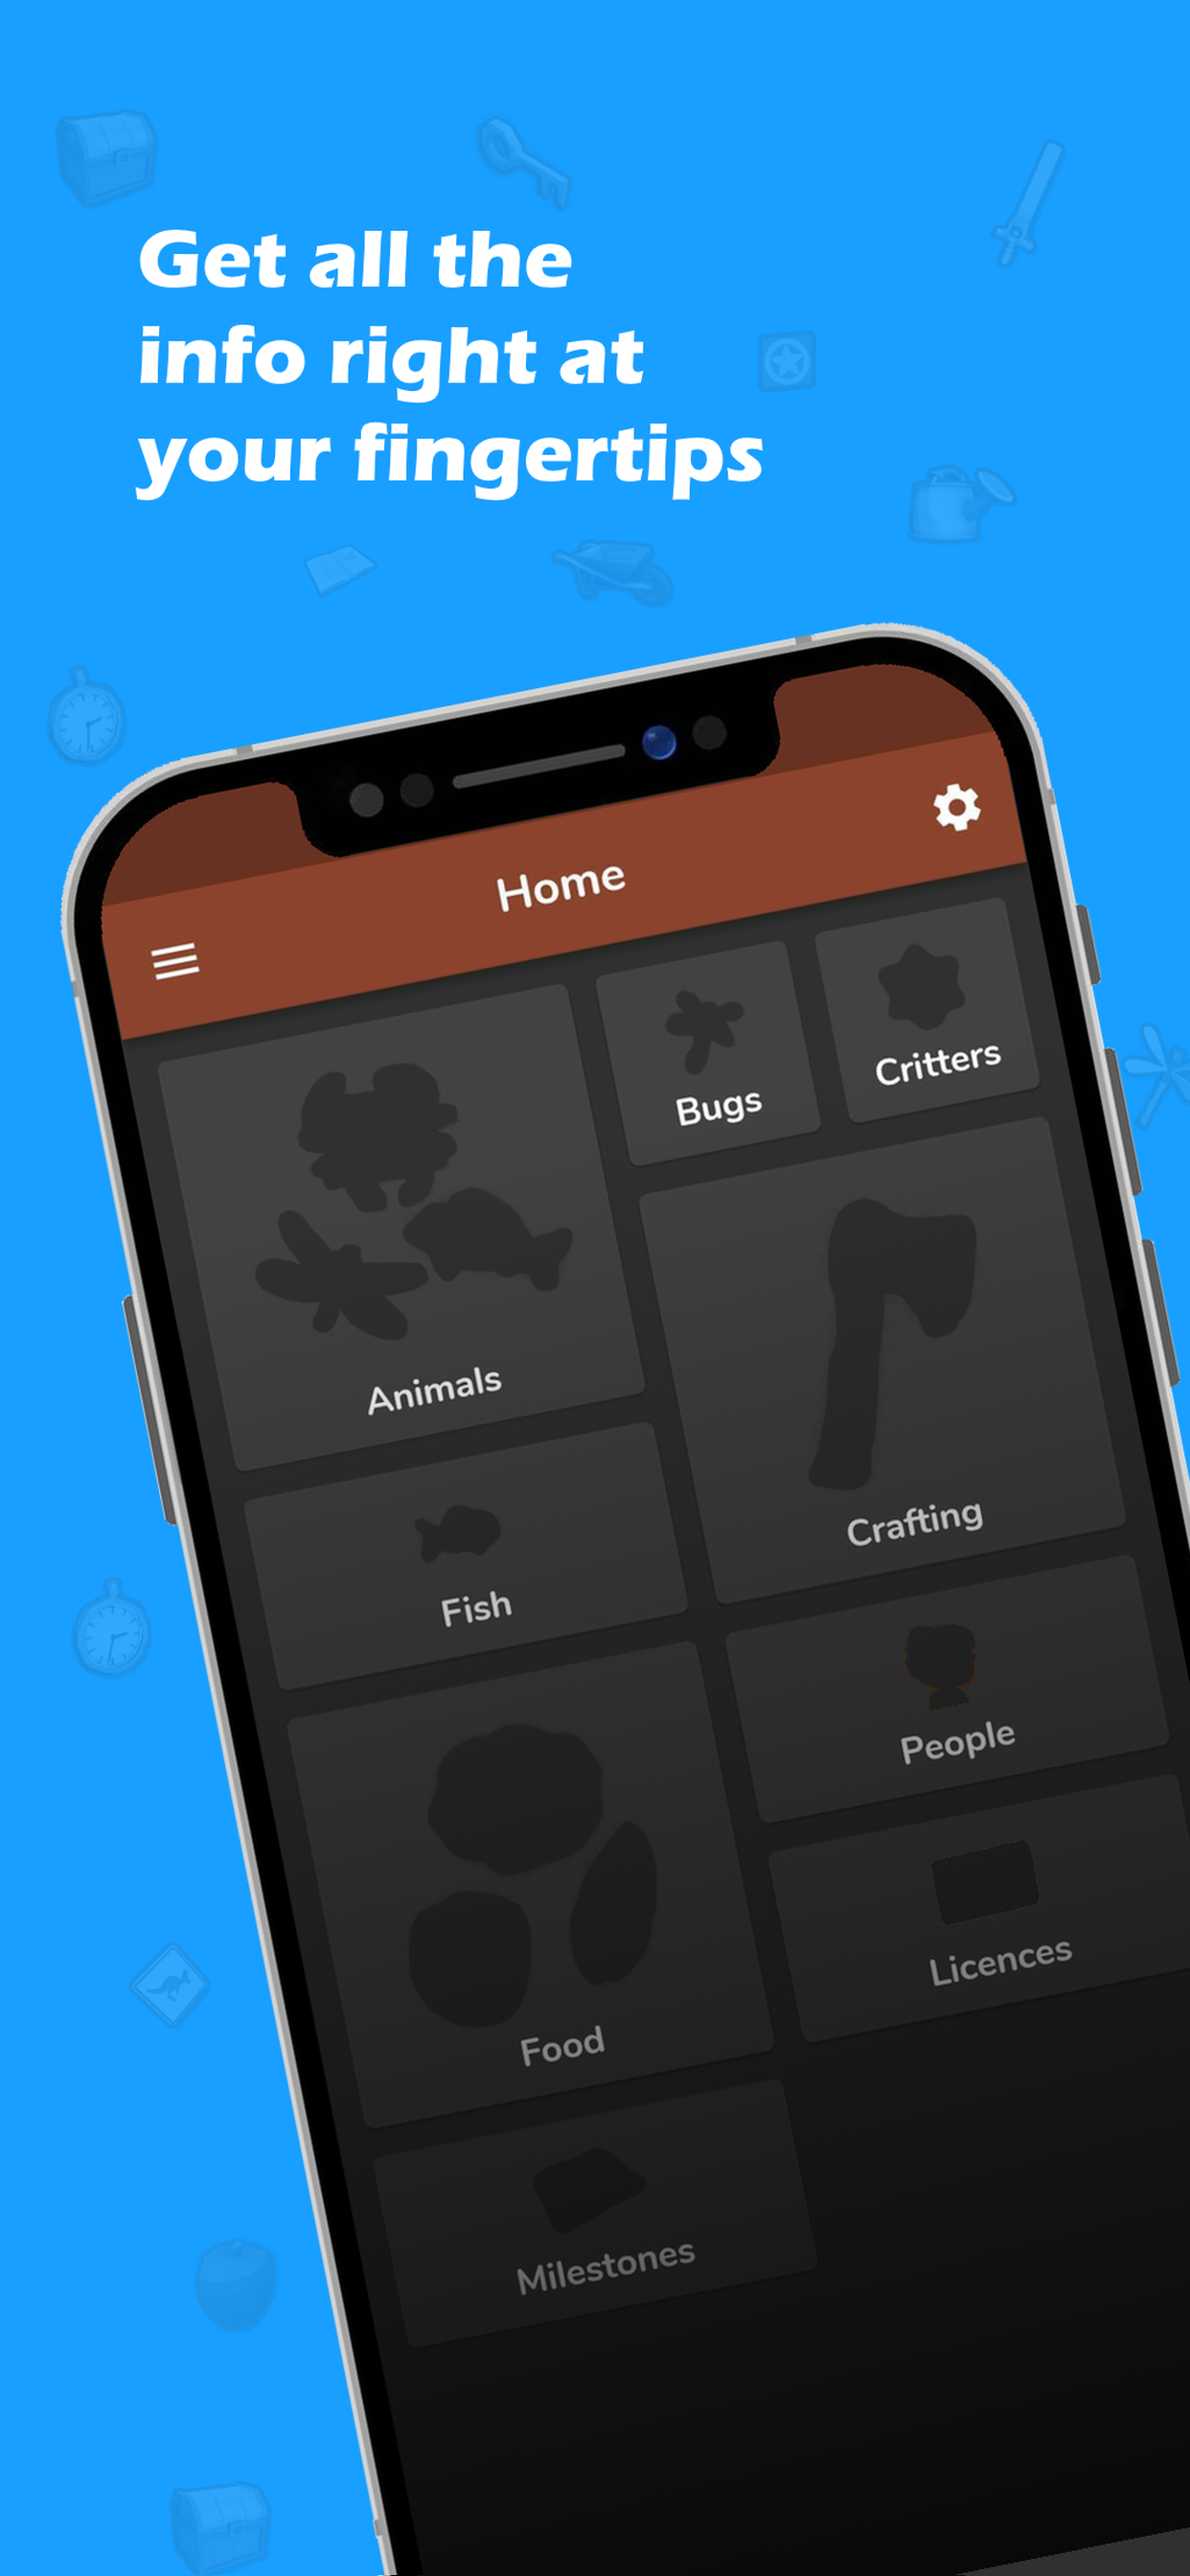 Get all the
info right at
your fingertips
Home
Bugs
Critters
Animals
Crafting
Fish
People
Food
Licences
Milestones